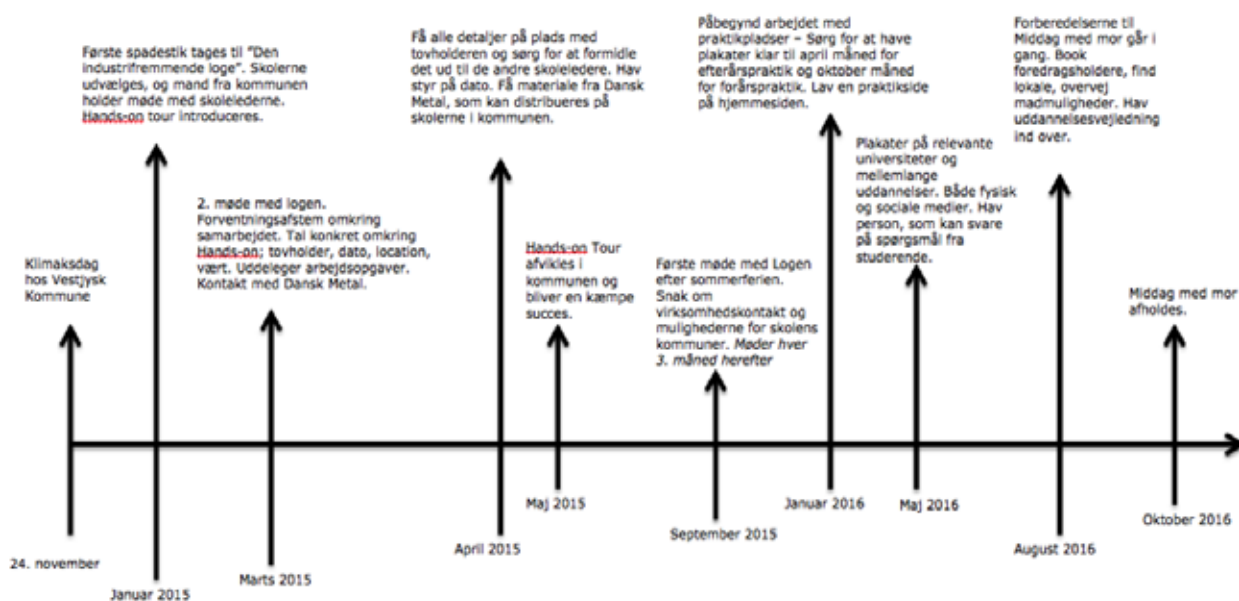 Klimaksdag
hos Vestjysk
Kommune
24. november
Første spadestik tages til ”Den
industrifremmende loge”. Skolerne
udvælges, og mand fra kommunen
holder møde med skolelederne.
Hands-on tour introduceres.
Januar 2015
2. møde med logen.
Forventningsafstem omkring
samarbejdet. Tal konkret omkring
Hands-on; tovholder, dato, location,
vært. Uddeleger arbejdsopgaver.
Kontakt med Dansk Metal.
Marts 2015
Få alle detaljer på plads med
tovholderen og sørg for at formidle
det ud til de andre skoleledere. Hav
styr på dato. Få materiale fra Dansk
Metal, som kan distribueres på
skolerne i kommunen.
April 2015
Hands-on Tour
afvikles i
kommunen og
bliver en kæmpe
succes.
Maj 2015
Første møde med Logen
efter sommerferien.
Snak om
virksomhedskontakt og
mulighederne for skolens
kommuner. Møder hver
3. måned herefter
September 2015
Påbegynd arbejdet med
praktikpladser – Sørg for at have
plakater klar til april måned for
efterårspraktik og oktober måned
for forårspraktik. Lav en praktikside
på hjemmesiden.
Januar 2016
Plakater på relevante
universiteter og
mellemlange
uddannelser. Både fysisk
og sociale medier. Hav
person, som kan svare
på spørgsmål fra
studerende.
Maj 2016
Forberedelserne til
Middag med mor går i
gang. Book
foredragsholdere, find
lokale, overvej
madmuligheder. Hav
uddannelsesvejledning
ind over.
August 2016
Middag med mor
afholdes.
Oktober 2016